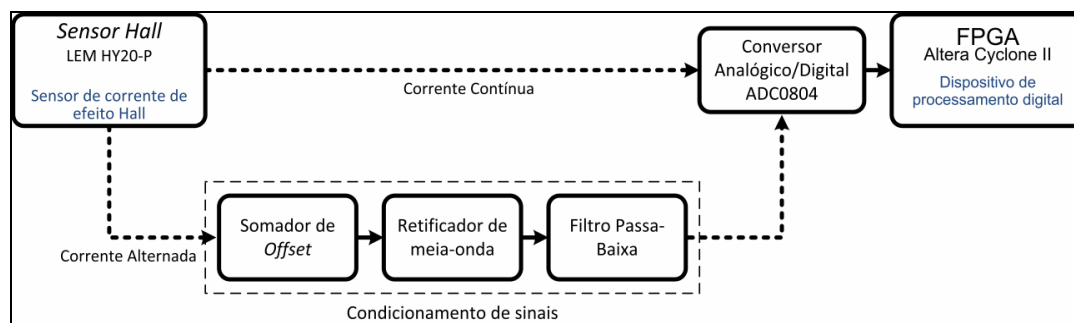 Sensor Hall
LEM HY20-P
Sensor de corrente de
efeito Hall
Corrente Contínua
Conversor
Analógico/Digital
ADC0804
FPGA
Altera Cyclone II
Dispositivo de
processamento digital
Corrente Alternada
Somador de
Offset
Retificador de
meia-onda
Filtro Passa-
Baixa
Condicionamento de sinais